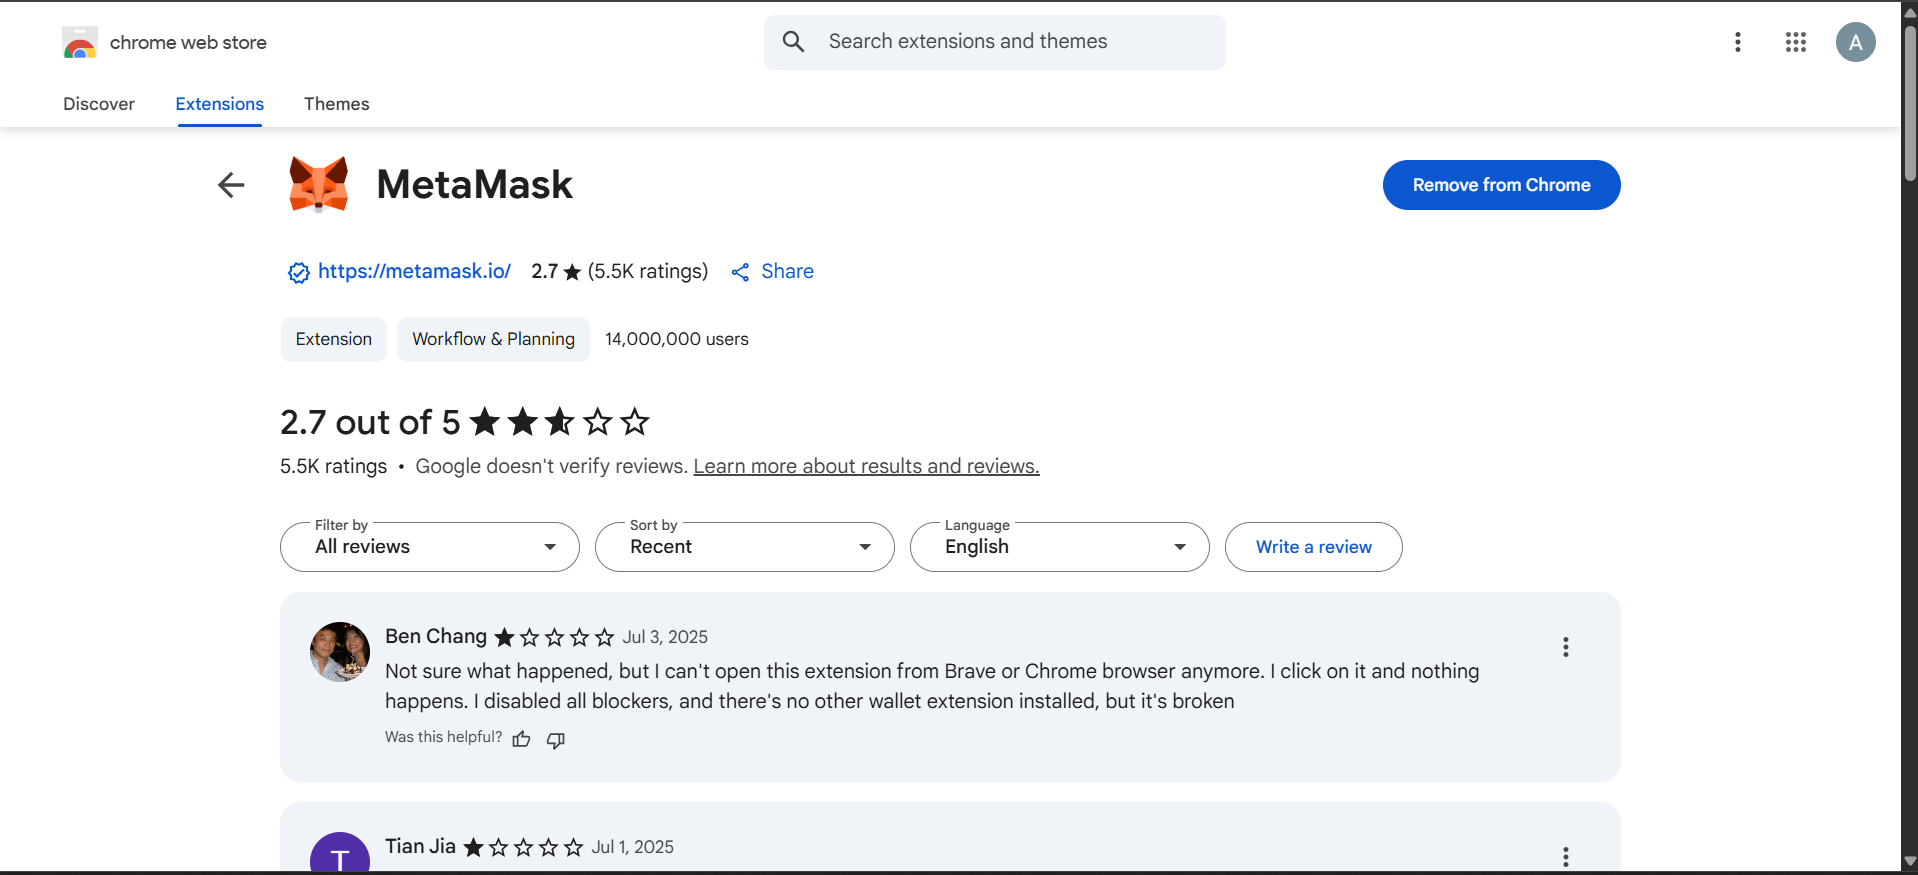 chrome web store
Search extensions and themes
A
Discover
Extensions
Themes
MetaMask
Remove from Chrome
https://metamask.io/ 2.7 ★ (5.5K ratings) Share
Extension
Workflow & Planning
14,000,000 users
2.7 out of 5
5.5K ratings • Google doesn't verify reviews. Learn more about results and reviews.
Filter by
All reviews
Sort by
Recent
Language
English
Write a review
Ben Chang Jul 3, 2025
Not sure what happened, but I can't open this extension from Brave or Chrome browser anymore. I click on it and nothing
happens. I disabled all blockers, and there's no other wallet extension installed, but it's broken
Was this helpful?
T
Tian Jia Jul 1, 2025